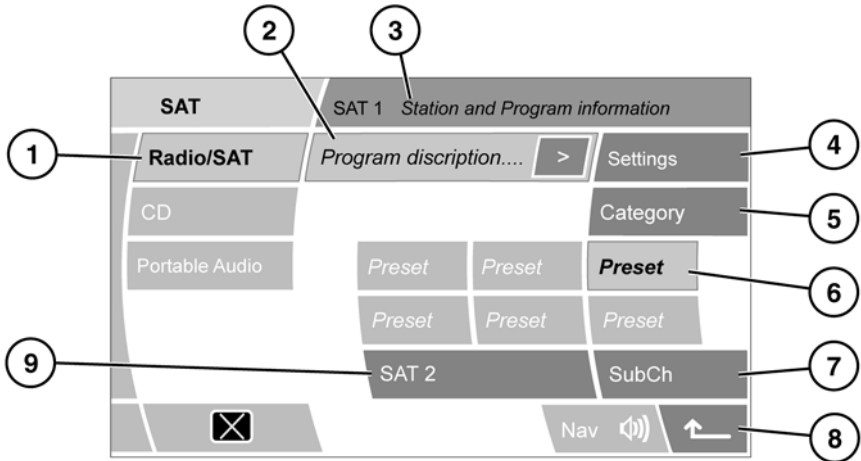 2 3
SAT SAT 1 Station and Program information
1 Radio/SAT Program discription.... > Settings 4
CD Category 5
Portable Audio Preset Preset Preset 6
Preset Preset Preset
9 SAT 2 SubCh 7
Nav 8